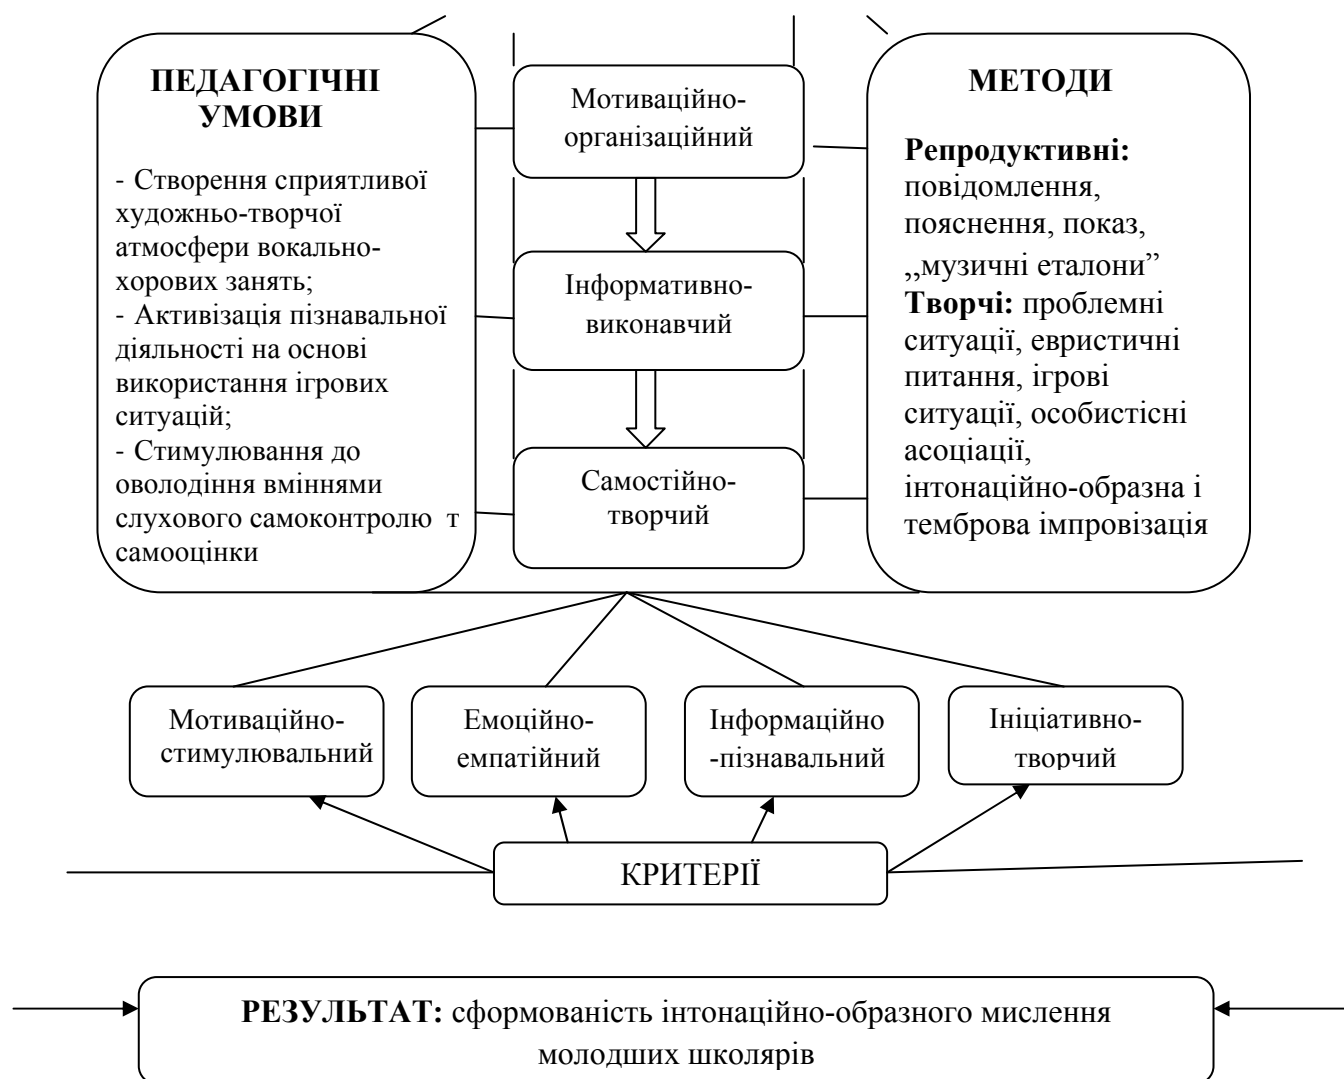 ПЕДАГОГІЧНІ
УМОВИ
- Створення сприятливої
художньо-творчої
атмосфери вокально-
хорових занять;
- Активізація пізнавальної
діяльності на основі
використання ігрових
ситуацій;
- Стимулювання до
оволодіння вміннями
слухового самоконтролю т
самооцінки
Мотиваційно-
організаційний
Інформативно-
виконавчий
Самостійно-
творчий
МЕТОДИ
Репродуктивні:
повідомлення,
пояснення, показ,
„музичні еталони”
Творчі: проблемні
ситуації, евристичні
питання, ігрові
ситуації, особистісні
асоціації,
інтонаційно-образна і
темброва імпровізація
Мотиваційно-
стимулювальний
Емоційно-
емпатійний
Інформаційно
-пізнавальний
Ініціативно-
творчий
КРИТЕРІЇ
РЕЗУЛЬТАТ: сформованість інтонаційно-образного мислення
молодших школярів